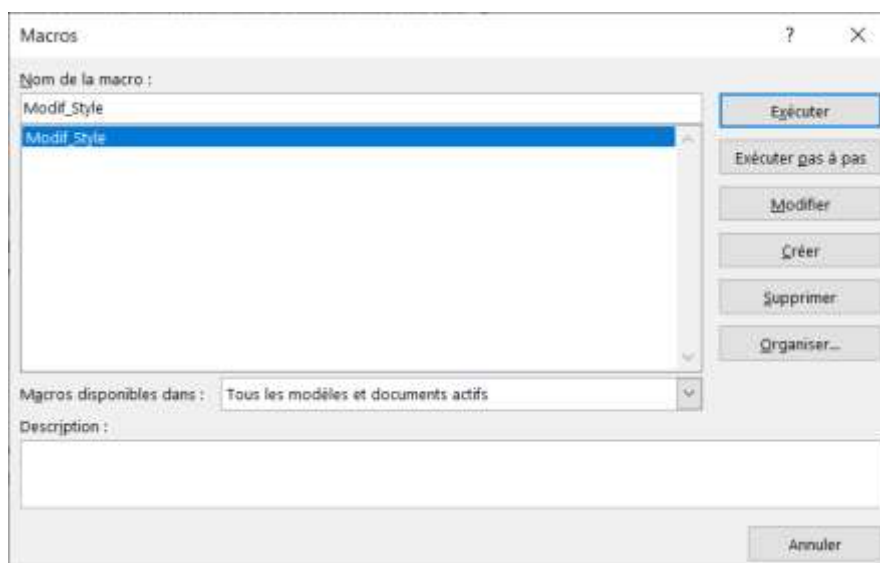 Macros
?
Nom de la macro :
Modif_Style
Exécuter
Modif_Style
Exécuter pas à pas
Modifier
Créer
Supprimer
Organiser...
Macros disponibles dans : Tous les modèles et documents actifs
Description :
Annuler